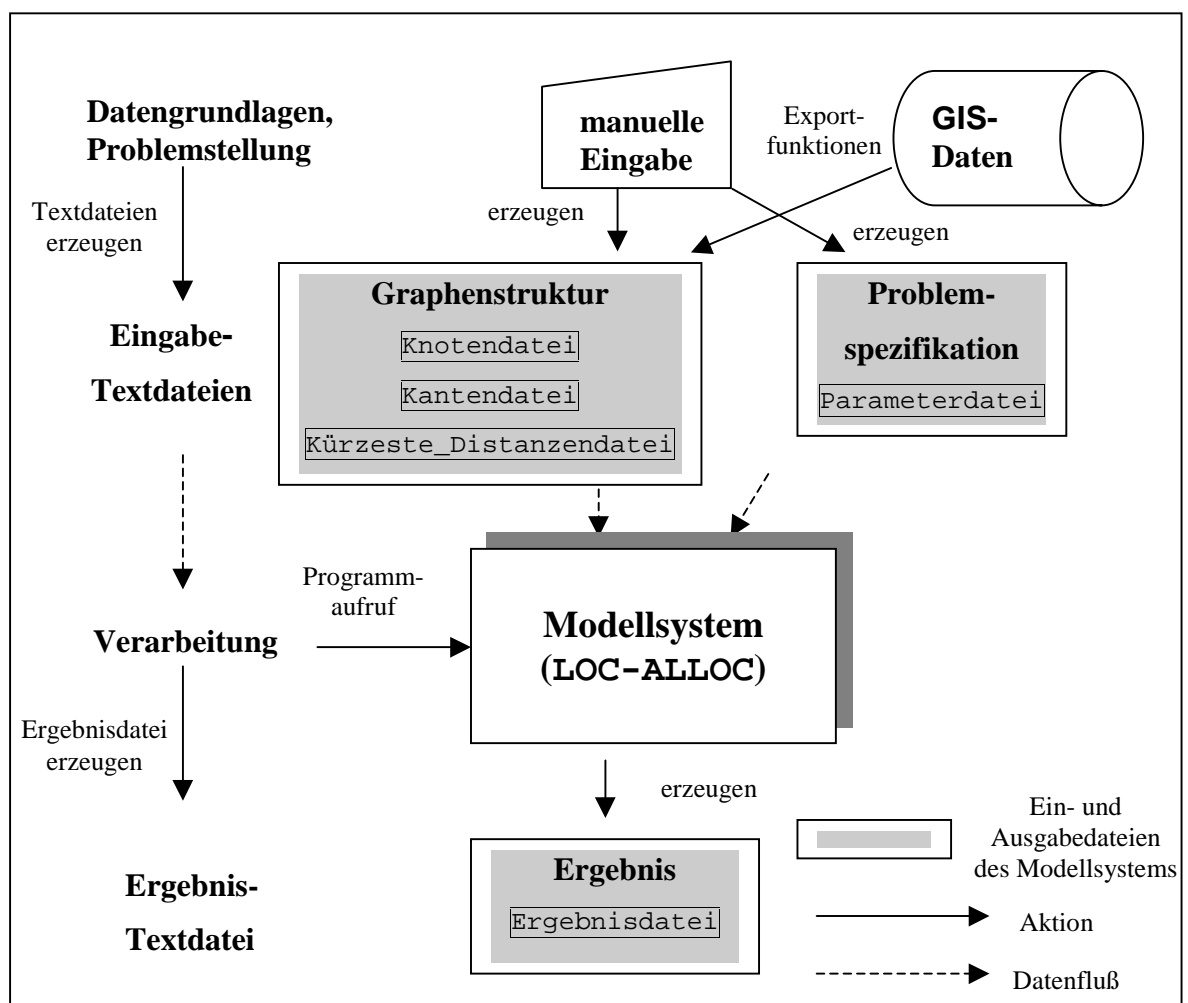 Datengrundlagen,
Problemstellung
manuelle
Eingabe
Export-
funktionen
GIS-
Daten
Textdateien
erzeugen
erzeugen
erzeugen
Eingabe-
Textdateien
Graphenstruktur
Knotendatei
Kantendatei
Kürzeste_Distanzendatei
Problem-
spezifikation
Parameterdatei
Verarbeitung
Programm-
aufruf
Modellsystem
(LOC-ALLOC)
Ergebnisdatei
erzeugen
erzeugen
Ergebnis-
Textdatei
Ergebnis
Ergebnisdatei
Ein- und
Ausgabedateien
des Modellsystems
Aktion
Datenfluß